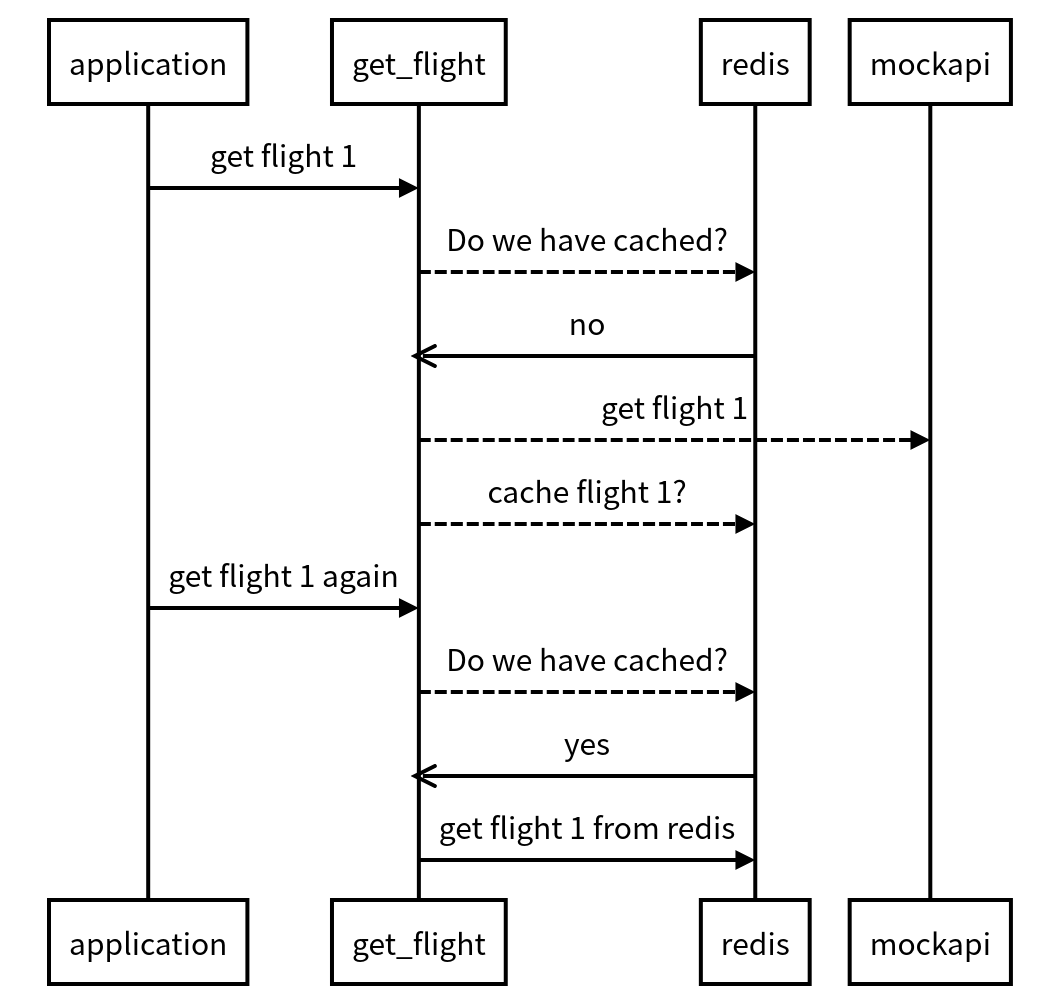 application
get_flight
redis
mockapi
get flight 1
Do we have cached?
no
get flight 1
cache flight 1?
get flight 1 again
Do we have cached?
yes
get flight 1 from redis
application
get_flight
redis
mockapi